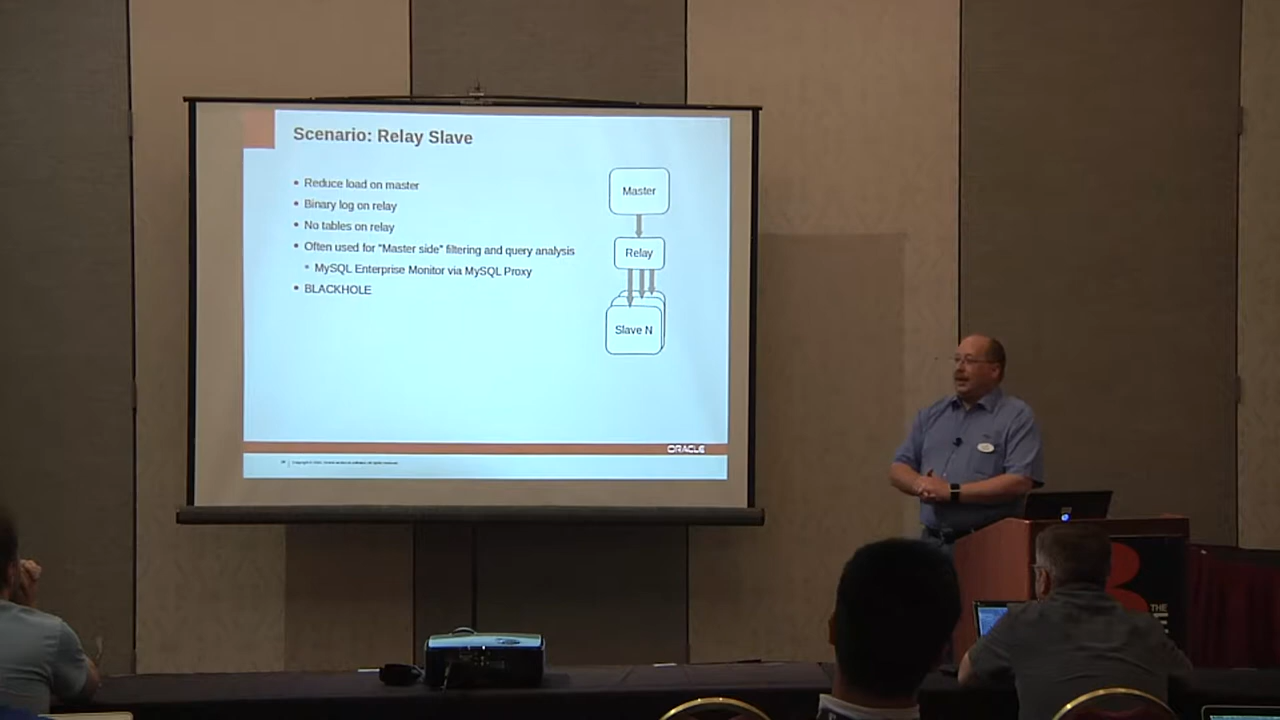 Scenario: Relay Slave
• Reduce load on master
• Binary log on relay
• No tables on relay
• Often used for "Master side" filtering and query analysis
• MySQL Enterprise Monitor via MySQL Proxy
• BLACKHOLE
Master
Relay
Slave N
ORACLE
THE